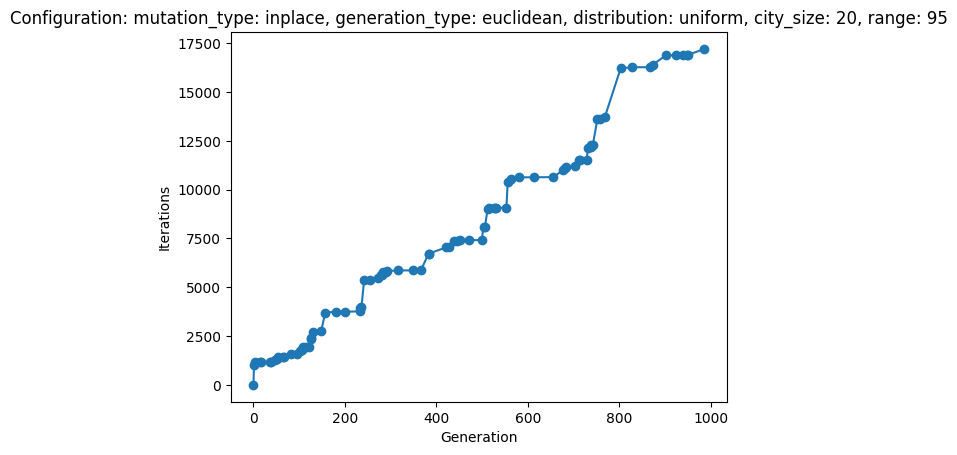 Configuration: mutation_type: inplace, generation_type: euclidean, distribution: uniform, city_size: 20, range: 95
17500
15000
12500
10000
7500
5000
2500
0
Iterations
0 200 400 600 800 1000
Generation